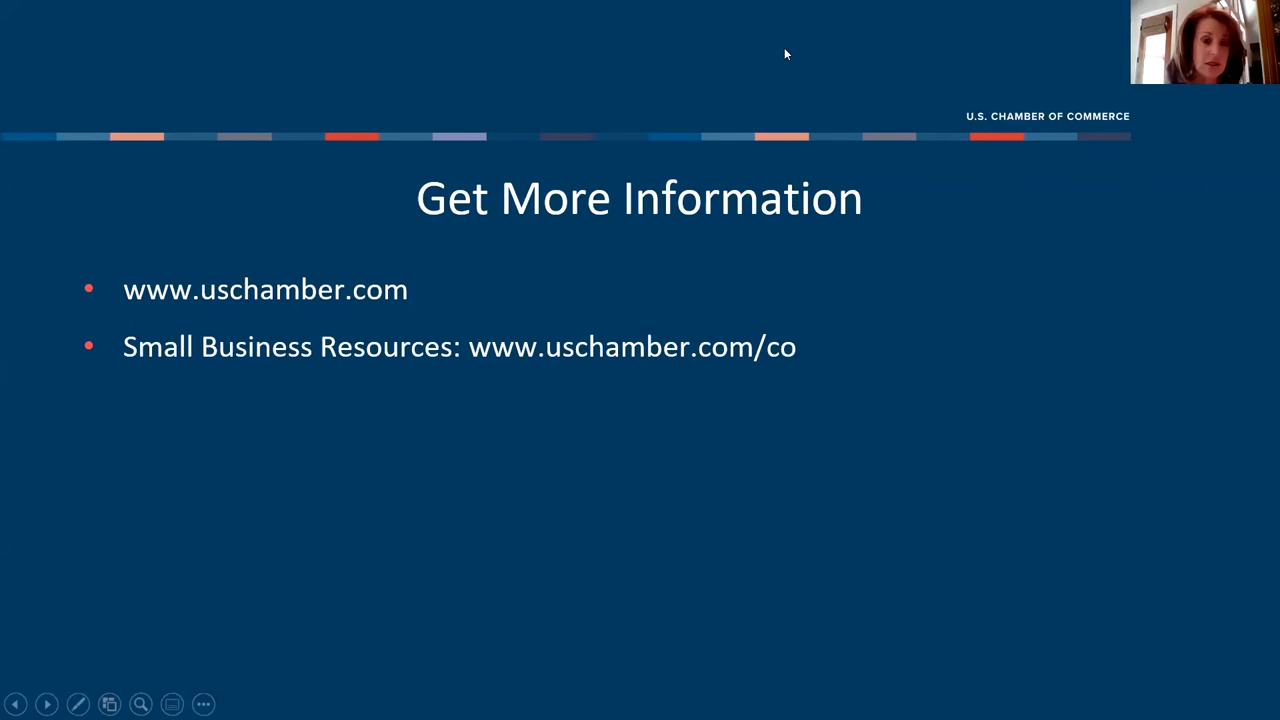 U.S. CHAMBER OF COMMERCE
Get More Information
• www.uschamber.com
• Small Business Resources: www.uschamber.com/co